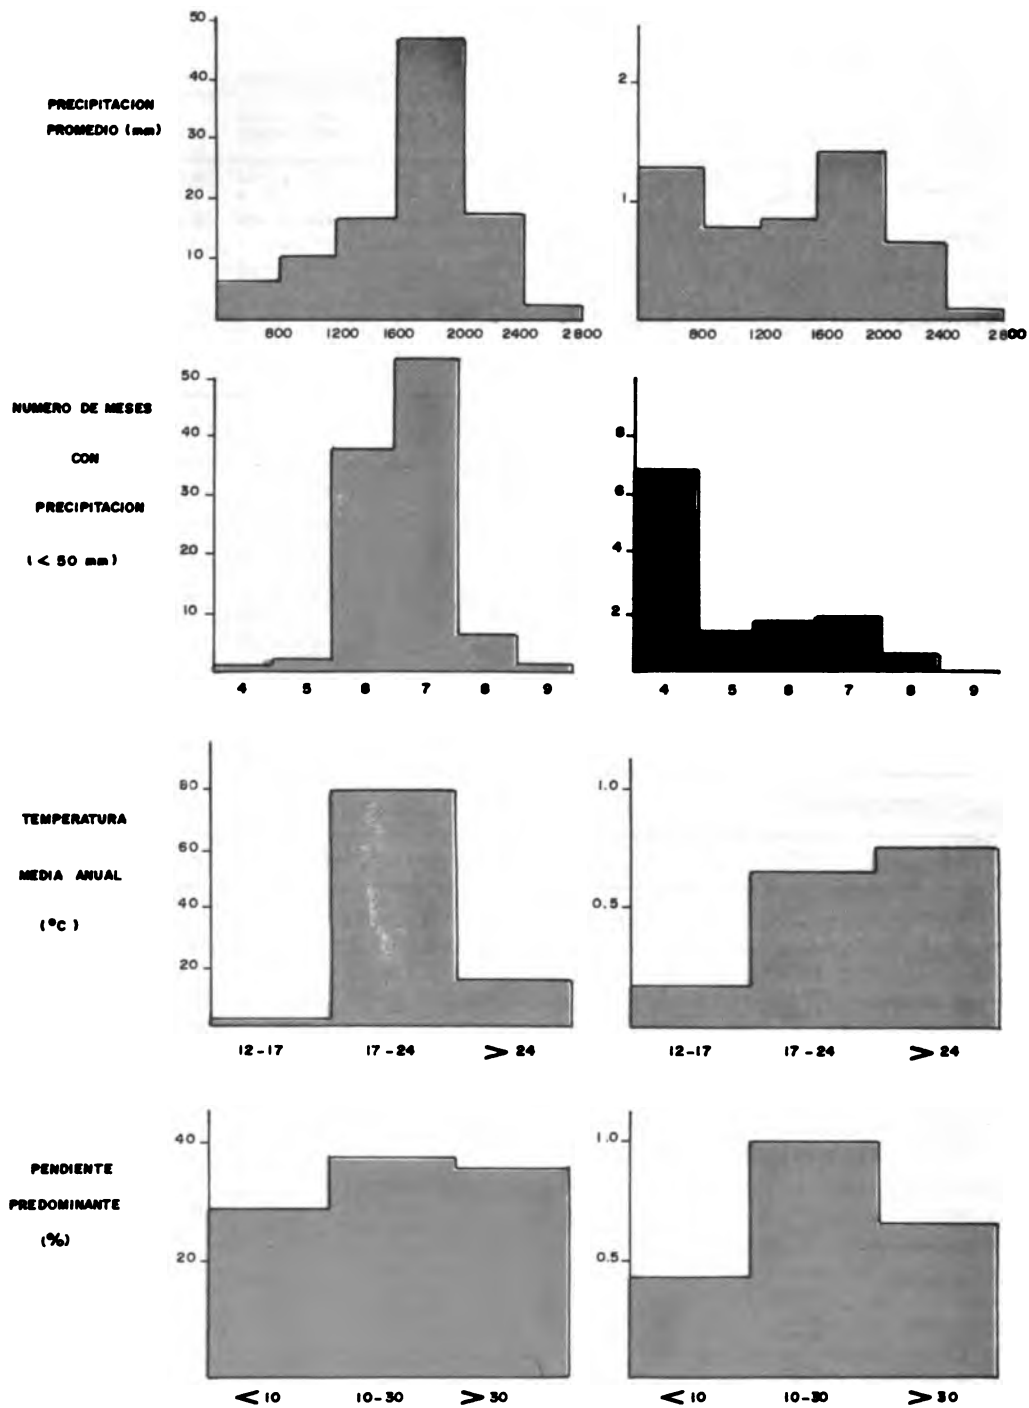 PRECIPITACION
PROMEDIO (mm)
50
40
30
20
10
800 1200 1600 2000 2400 2800
2
1
800 1200 1600 2000 2400 2800
NUMERO DE MESES
CON
PRECIPITACION
(< 50 mm)
50
40
30
20
10
4 5 6 7 8 9
8
6
4
2
4 5 6 7 8 9
TEMPERATURA
MEDIA ANUAL
(°C)
80
60
40
20
12-17 17-24 > 24
1.0
0.5
12-17 17-24 > 24
PENDIENTE
PREDOMINANTE
(%)
40
20
< 10 10-30 > 30
1.0
0.5
< 10 10-30 > 30